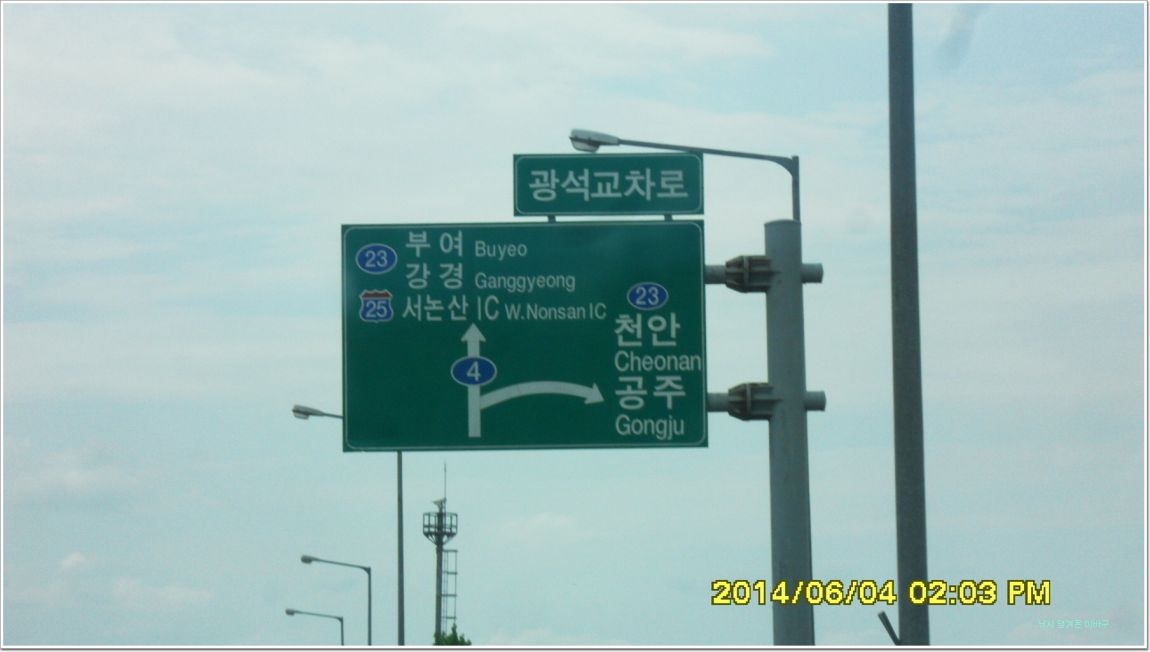 광석교차로
23 부여 Buyeo
강경 Ganggyeong
25 서논산 IC W.Nonsan IC
4
23
천안
Cheonan
공주
Gongju
2014/06/04 02:03 PM